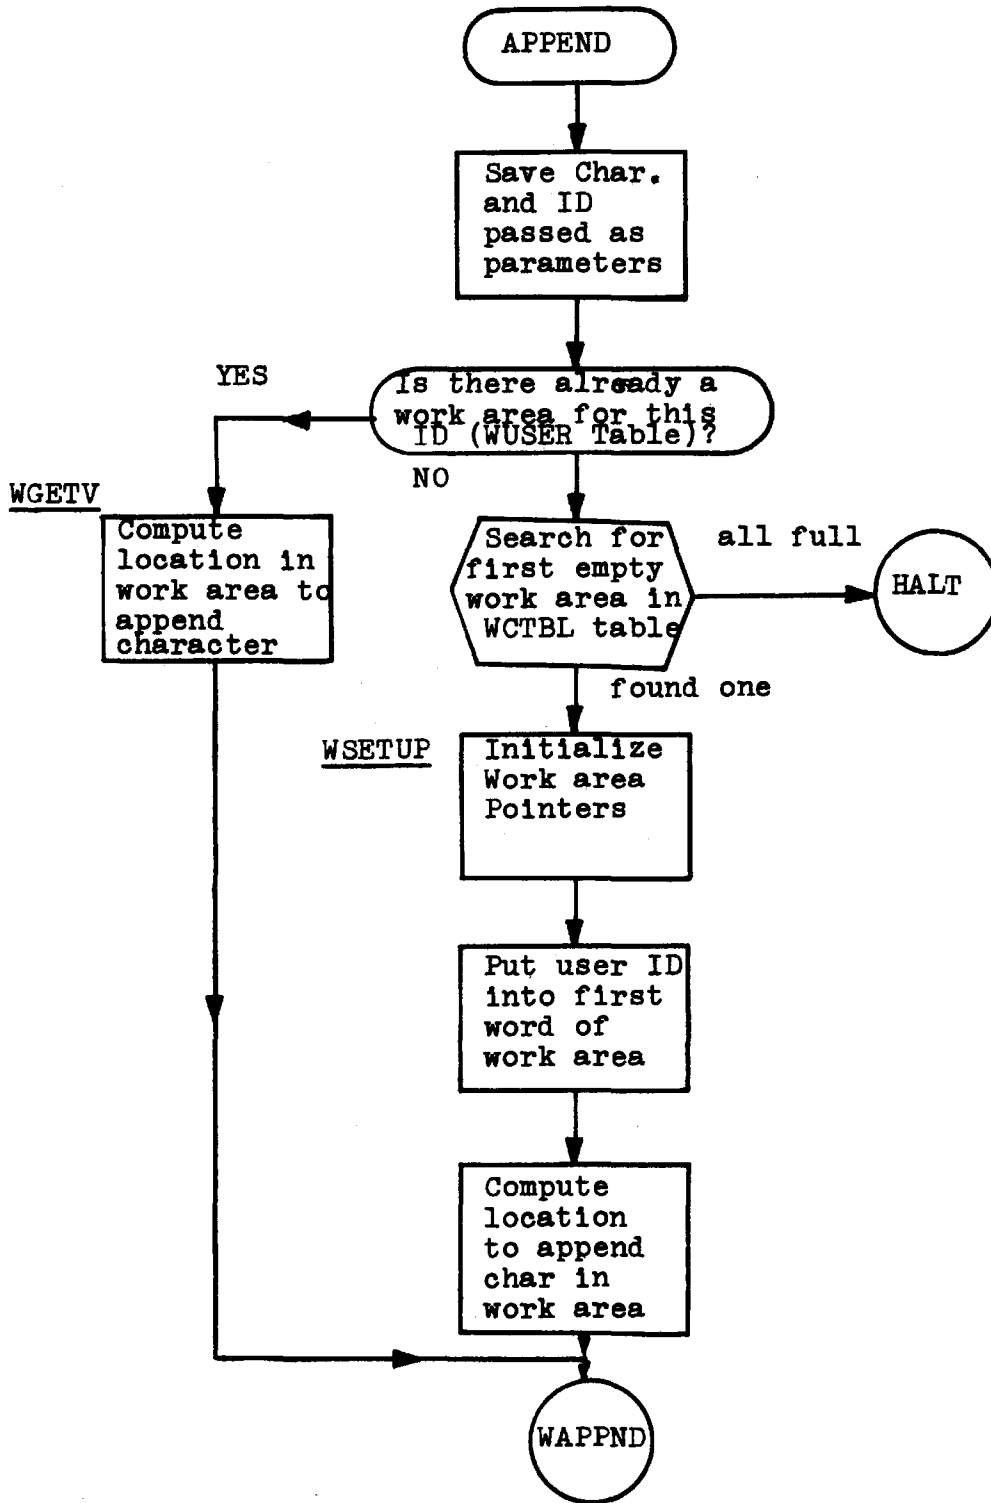 APPEND
Save Char.
and ID
passed as
parameters
YES
Is there already a
work area for this
ID (WUSER Table)?
NO
WGETV
Compute
location in
work area to
append
character
Search for
first empty
work area in
WCTBL table
all full
HALT
found one
WSETUP
Initialize
Work area
Pointers
Put user ID
into first
word of
work area
Compute
location
to append
char in
work area
WAPPND